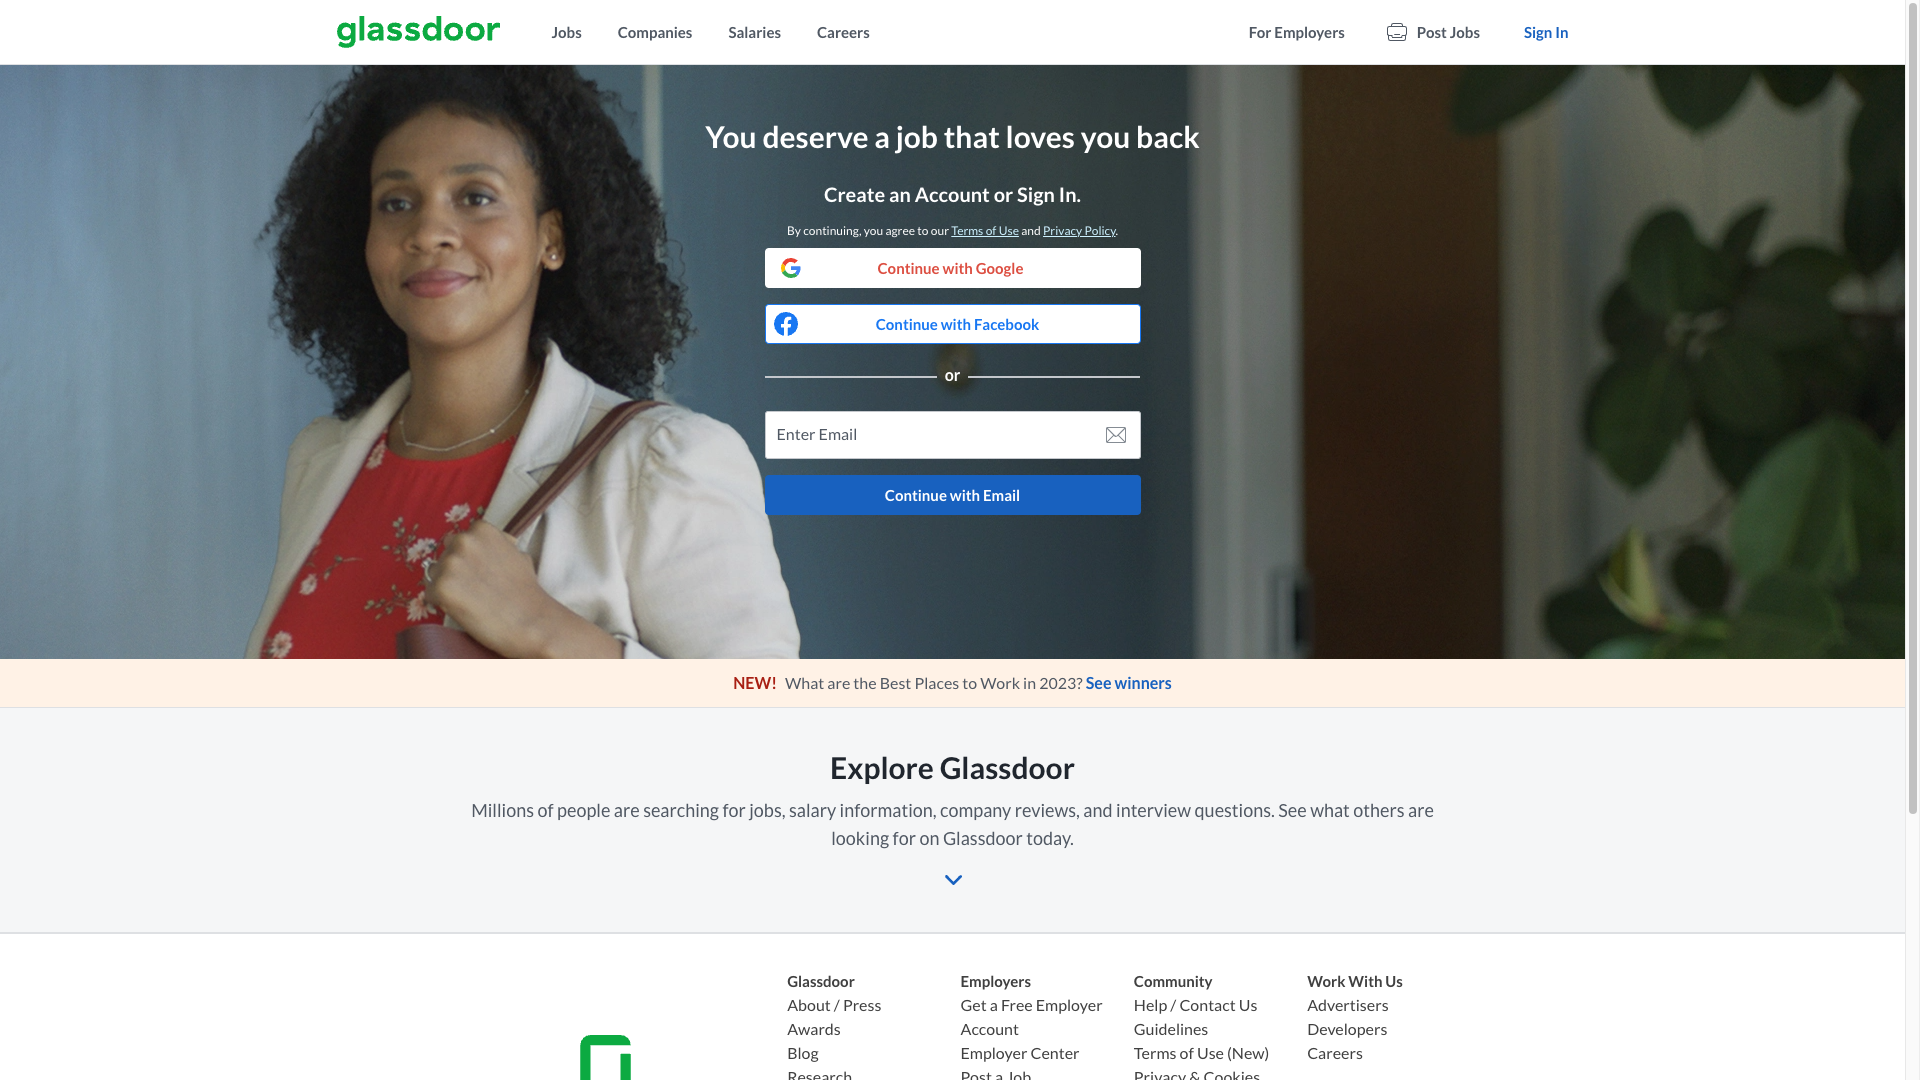 glassdoor
Jobs
Companies
Salaries
Careers
For Employers
Post Jobs
Sign In
You deserve a job that loves you back
Create an Account or Sign In.
By continuing, you agree to our Terms of Use and Privacy Policy.
Continue with Google
Continue with Facebook
or
Enter Email
Continue with Email
NEW! What are the Best Places to Work in 2023? See winners
Explore Glassdoor
Millions of people are searching for jobs, salary information, company reviews, and interview questions. See what others are
looking for on Glassdoor today.
Glassdoor
About / Press
Awards
Blog
Research
Employers
Get a Free Employer
Account
Employer Center
Post a Job
Community
Help / Contact Us
Guidelines
Terms of Use (New)
Privacy & Cookies
Work With Us
Advertisers
Developers
Careers